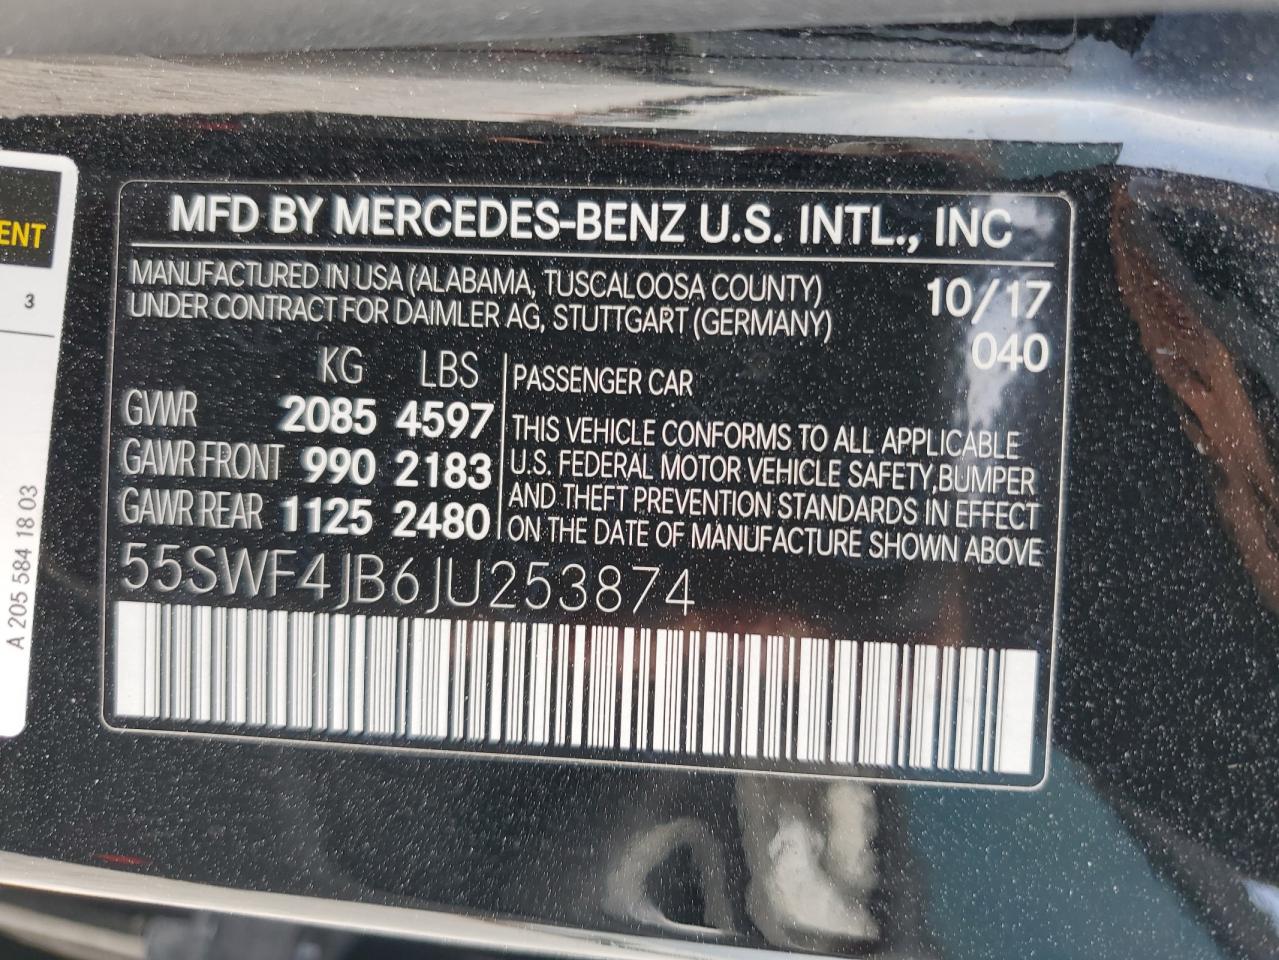 MFD BY MERCEDES-BENZ U.S. INTL., INC
MANUFACTURED IN USA (ALABAMA, TUSCALOOSA COUNTY)
UNDER CONTRACT FOR DAIMLER AG, STUTTGART (GERMANY)
10/17
040
KG LBS
GVWR 2085 4597
GAWR FRONT 990 2183
GAWR REAR 1125 2480
PASSENGER CAR
THIS VEHICLE CONFORMS TO ALL APPLICABLE
U.S. FEDERAL MOTOR VEHICLE SAFETY, BUMPER
AND THEFT PREVENTION STANDARDS IN EFFECT
ON THE DATE OF MANUFACTURE SHOWN ABOVE
55SWF4JB6JU253874
ENT
3
A 205 584 18 03